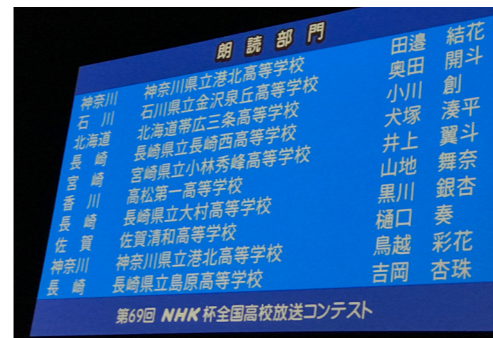 朗読部門
神奈川 神奈川県立港北高等学校 田邉 結花
石川 石川県立金沢泉丘高等学校 奥田 開斗
北海道 北海道帯広三条高等学校 小川 創
長崎 長崎県立長崎西高等学校 犬塚 湊平
宮崎 宮崎県立小林秀峰高等学校 井上 翼斗
香川 高松第一高等学校 山地 舞奈
長崎 長崎県立大村高等学校 黒川 銀杏
佐賀 佐賀清和高等学校 樋口 奏
神奈川 神奈川県立港北高等学校 鳥越 彩花
長崎 長崎県立島原高等学校 吉岡 杏珠
第69回 NHK杯全国高校放送コンテスト